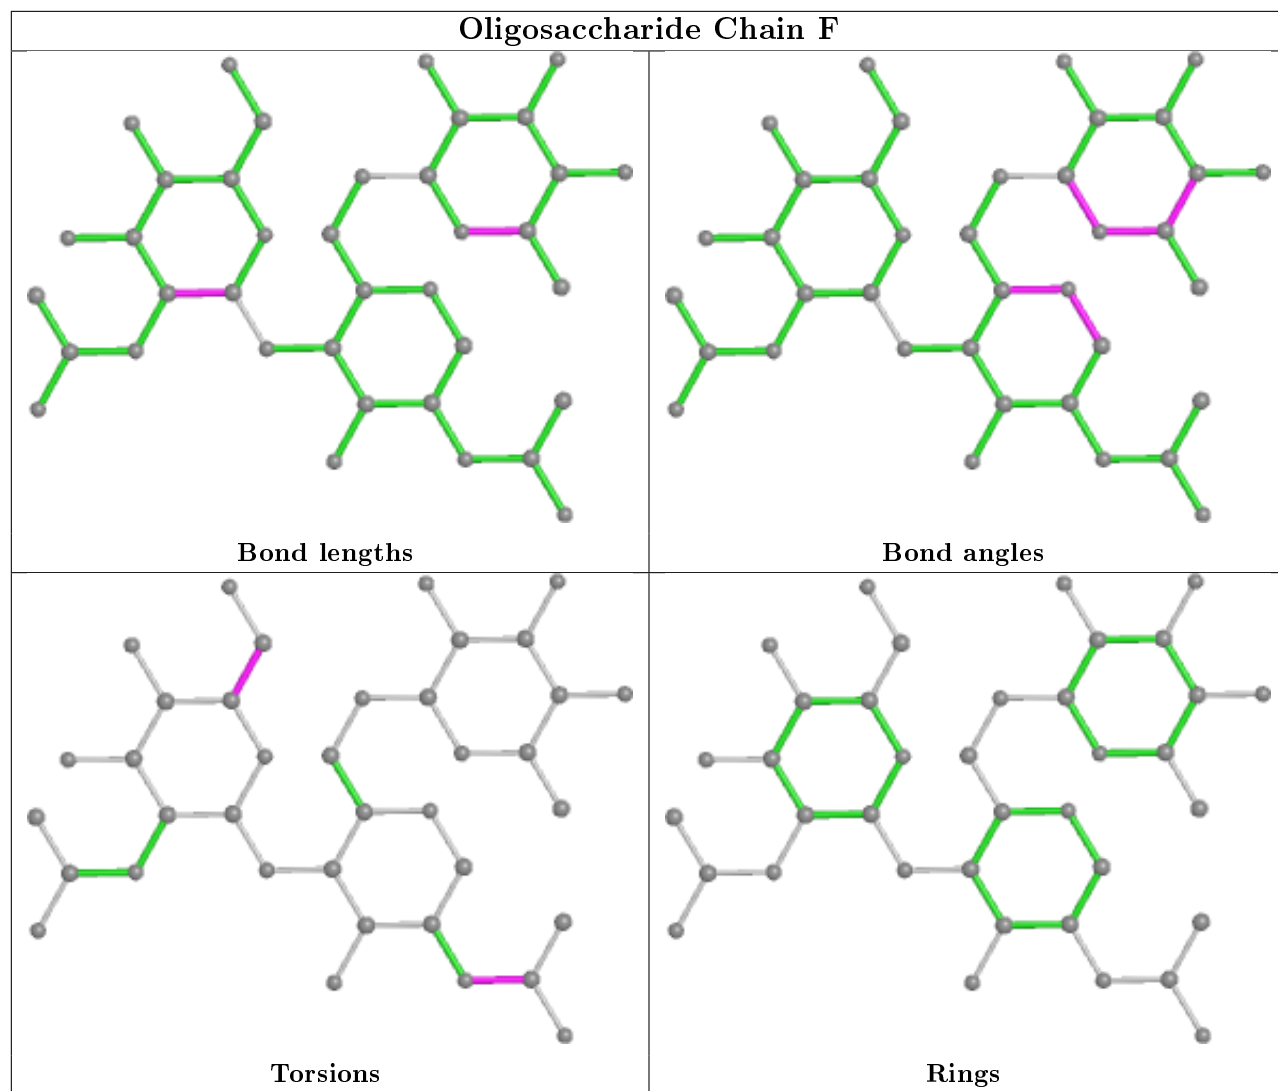 Oligosaccharide Chain F
Bond lengths
Bond angles
Torsions
Rings